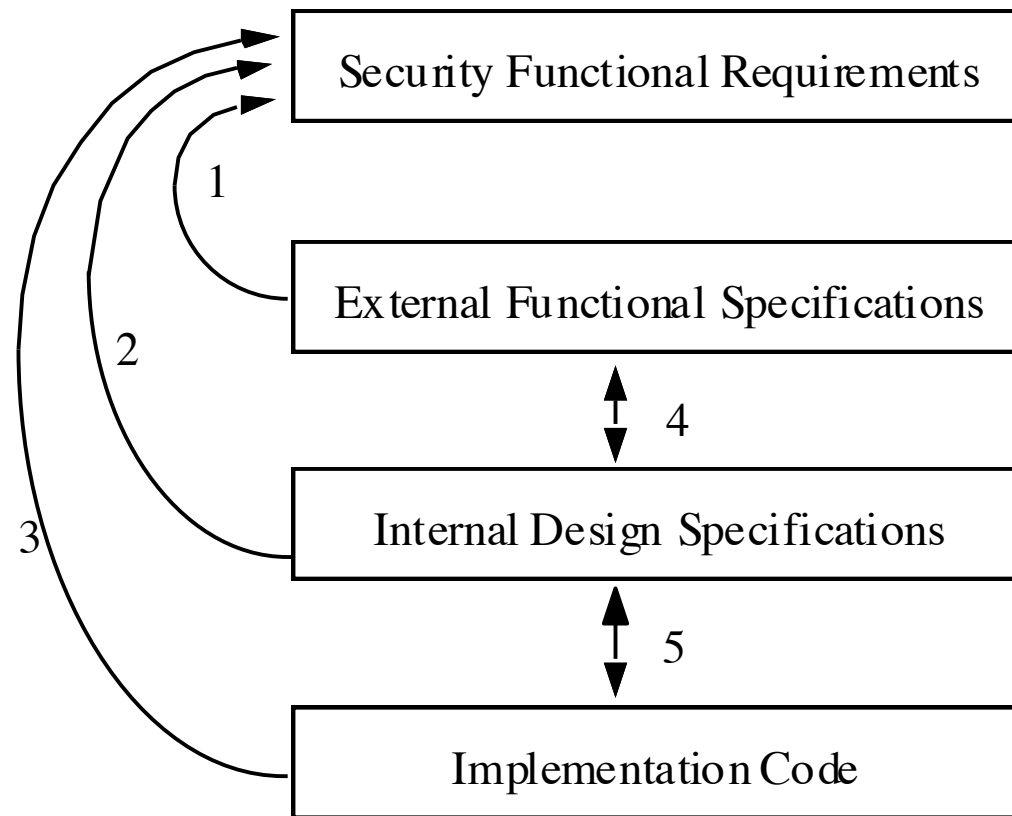 Security Functional Requirements
1
External Functional Specifications
2
4
Internal Design Specifications
3
5
Implementation Code